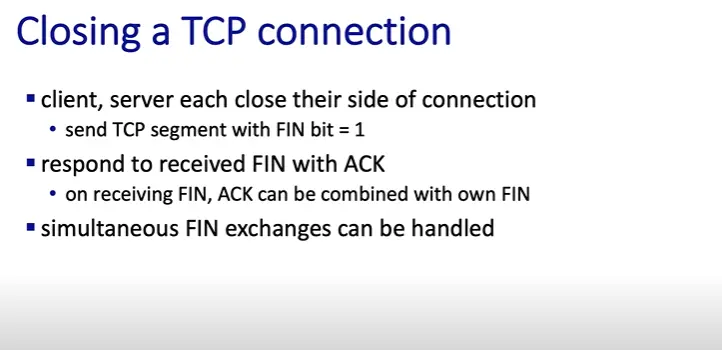 Closing a TCP connection
▪ client, server each close their side of connection
• send TCP segment with FIN bit = 1
▪ respond to received FIN with ACK
• on receiving FIN, ACK can be combined with own FIN
▪ simultaneous FIN exchanges can be handled